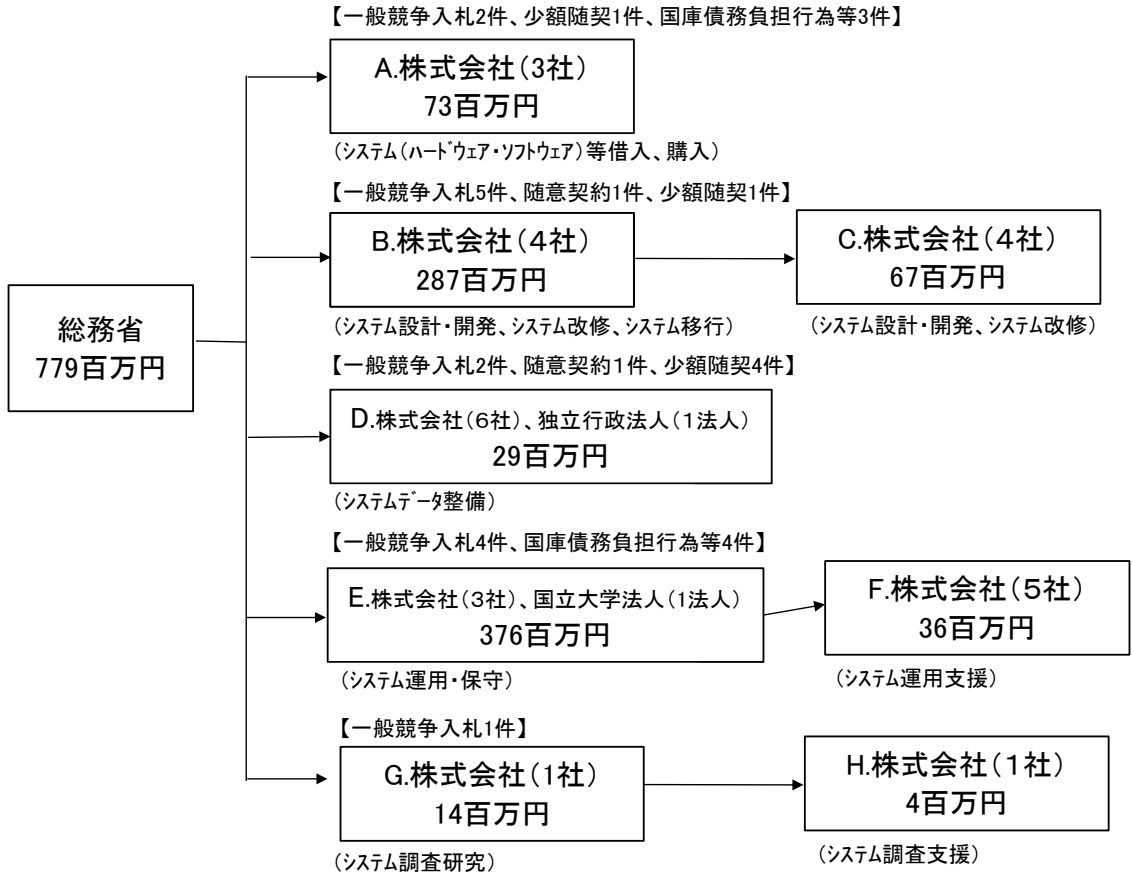 【一般競争入札2件、少額随契1件、国庫債務負担行為等3件】
A.株式会社(3社)
73百万円
(システム(ハードウェア・ソフトウェア)等借入、購入)
【一般競争入札5件、随意契約1件、少額随契1件】
B.株式会社(4社)
287百万円
(システム設計・開発、システム改修、システム移行)
C.株式会社(4社)
67百万円
(システム設計・開発、システム改修)
総務省
779百万円
【一般競争入札2件、随意契約1件、少額随契4件】
D.株式会社(6社)、独立行政法人(1法人)
29百万円
(システムデータ整備)
【一般競争入札4件、国庫債務負担行為等4件】
E.株式会社(3社)、国立大学法人(1法人)
376百万円
(システム運用・保守)
F.株式会社(5社)
36百万円
(システム運用支援)
【一般競争入札1件】
G.株式会社(1社)
14百万円
(システム調査研究)
H.株式会社(1社)
4百万円
(システム調査支援)